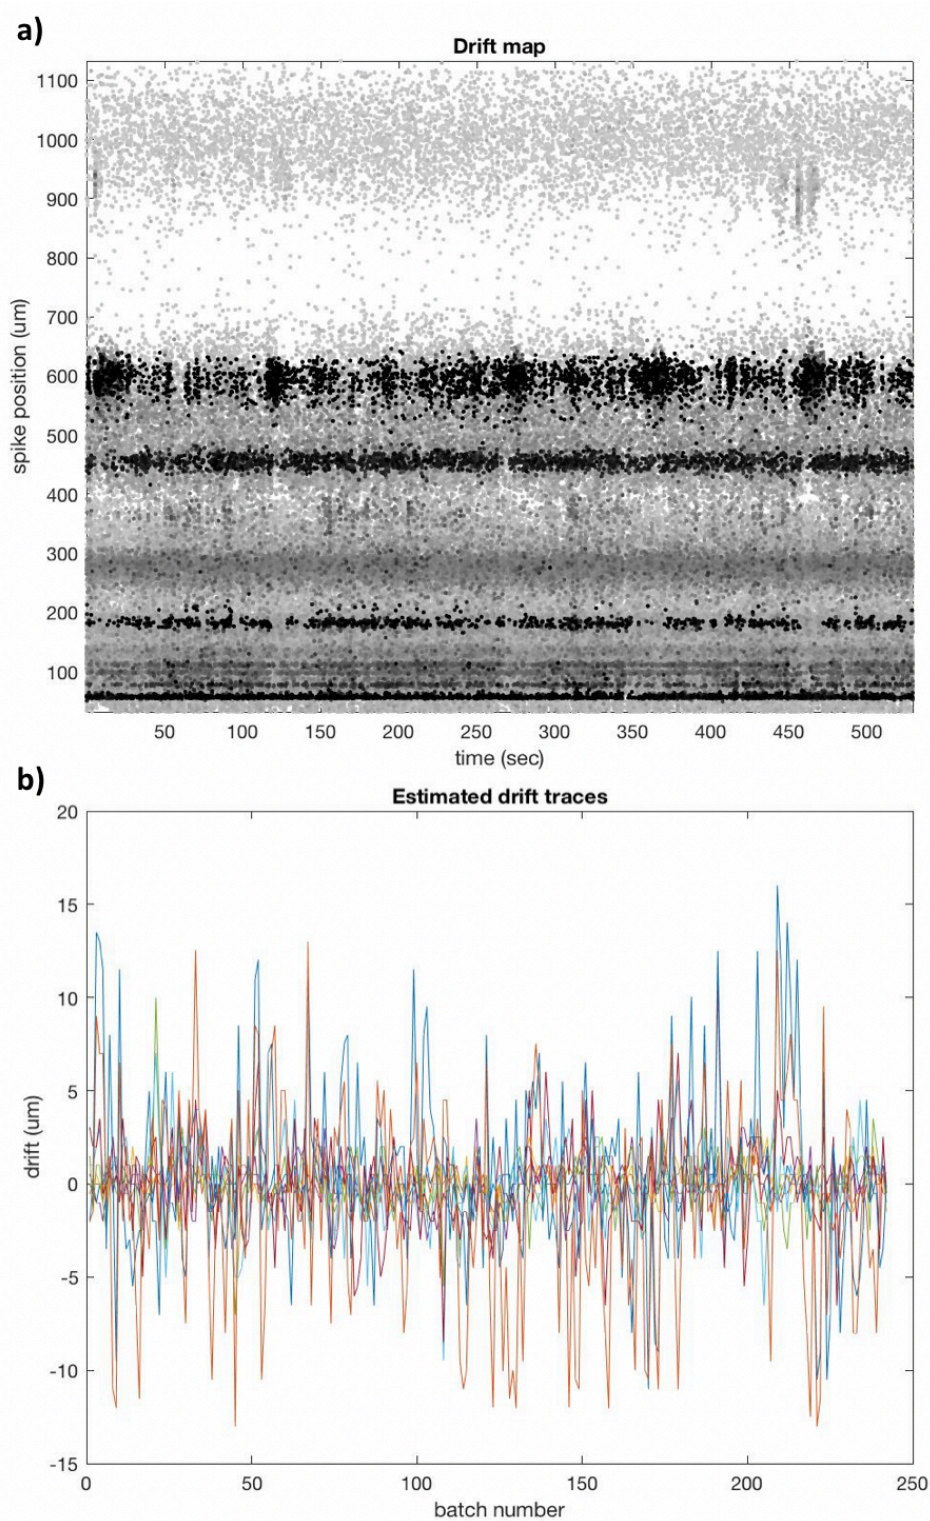 a)
Drift map
1100
1000
900
800
700
600
500
400
300
200
100
spike position (um)
50 100 150 200 250 300 350 400 450 500
time (sec)
b)
Estimated drift traces
20
15
10
5
0
-5
-10
-15
drift (um)
0 50 100 150 200 250
batch number